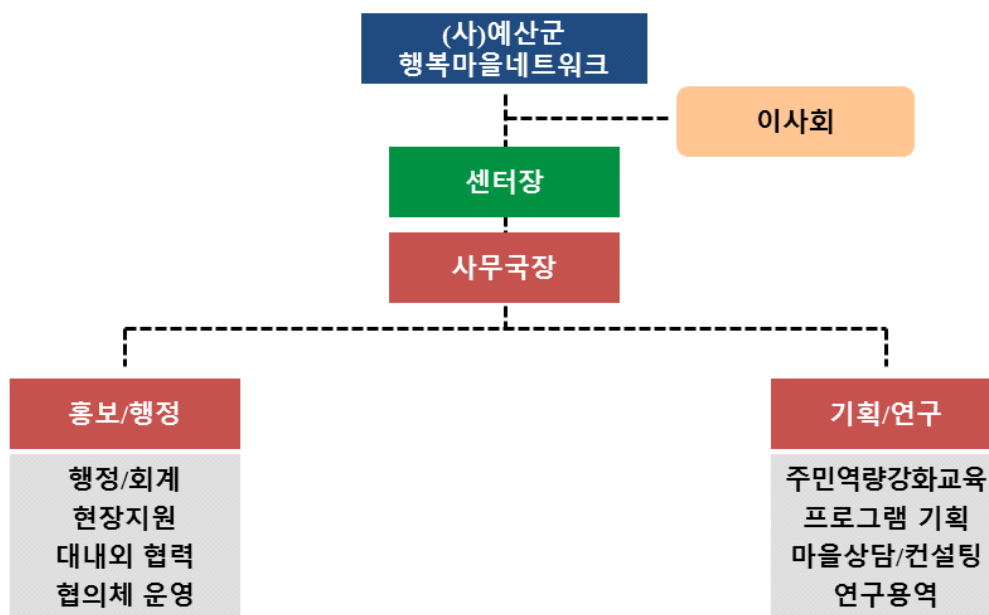 (사)예산군
행복마을네트워크
이사회
센터장
사무국장
홍보/행정
행정/회계
현장지원
대내외 협력
협의체 운영
기획/연구
주민역량강화교육
프로그램 기획
마을상담/컨설팅
연구용역